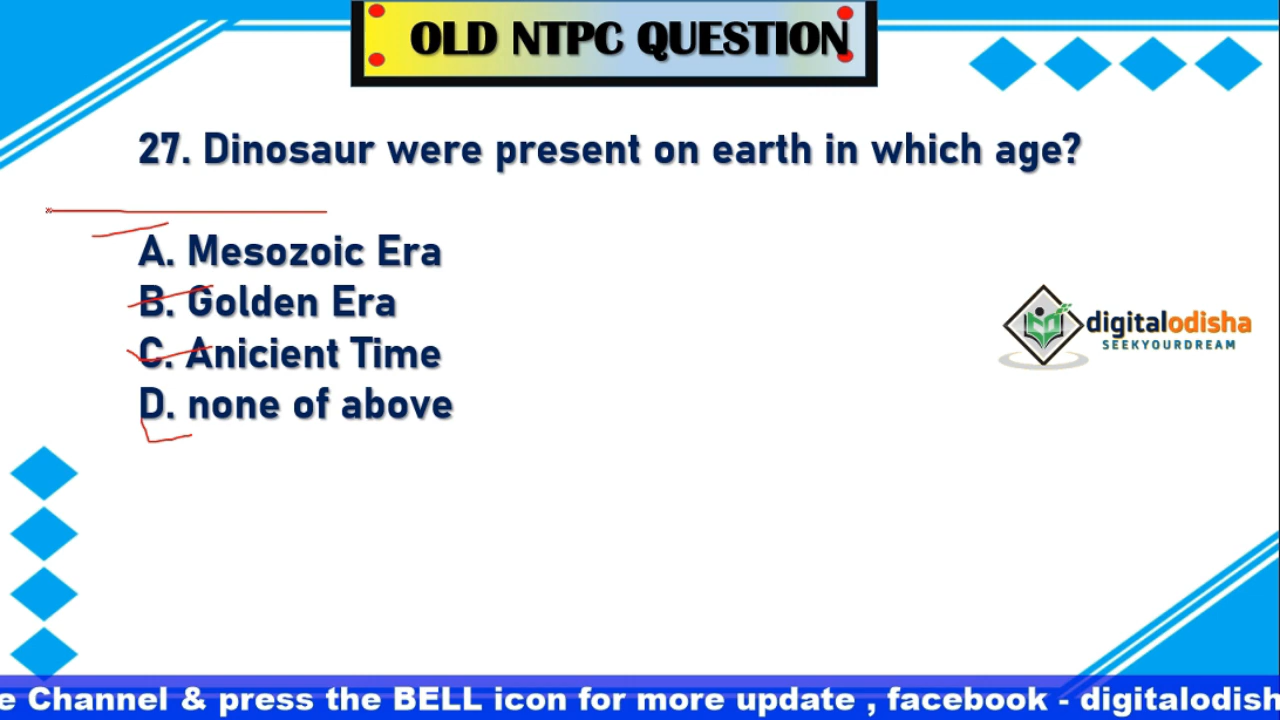 OLD NTPC QUESTION
27. Dinosaur were present on earth in which age?
A. Mesozoic Era
B. Golden Era
C. Anicient Time
D. none of above
digitalodisha
SEEKYOURDREAM
e Channel & press the BELL icon for more update , facebook - digitalodish